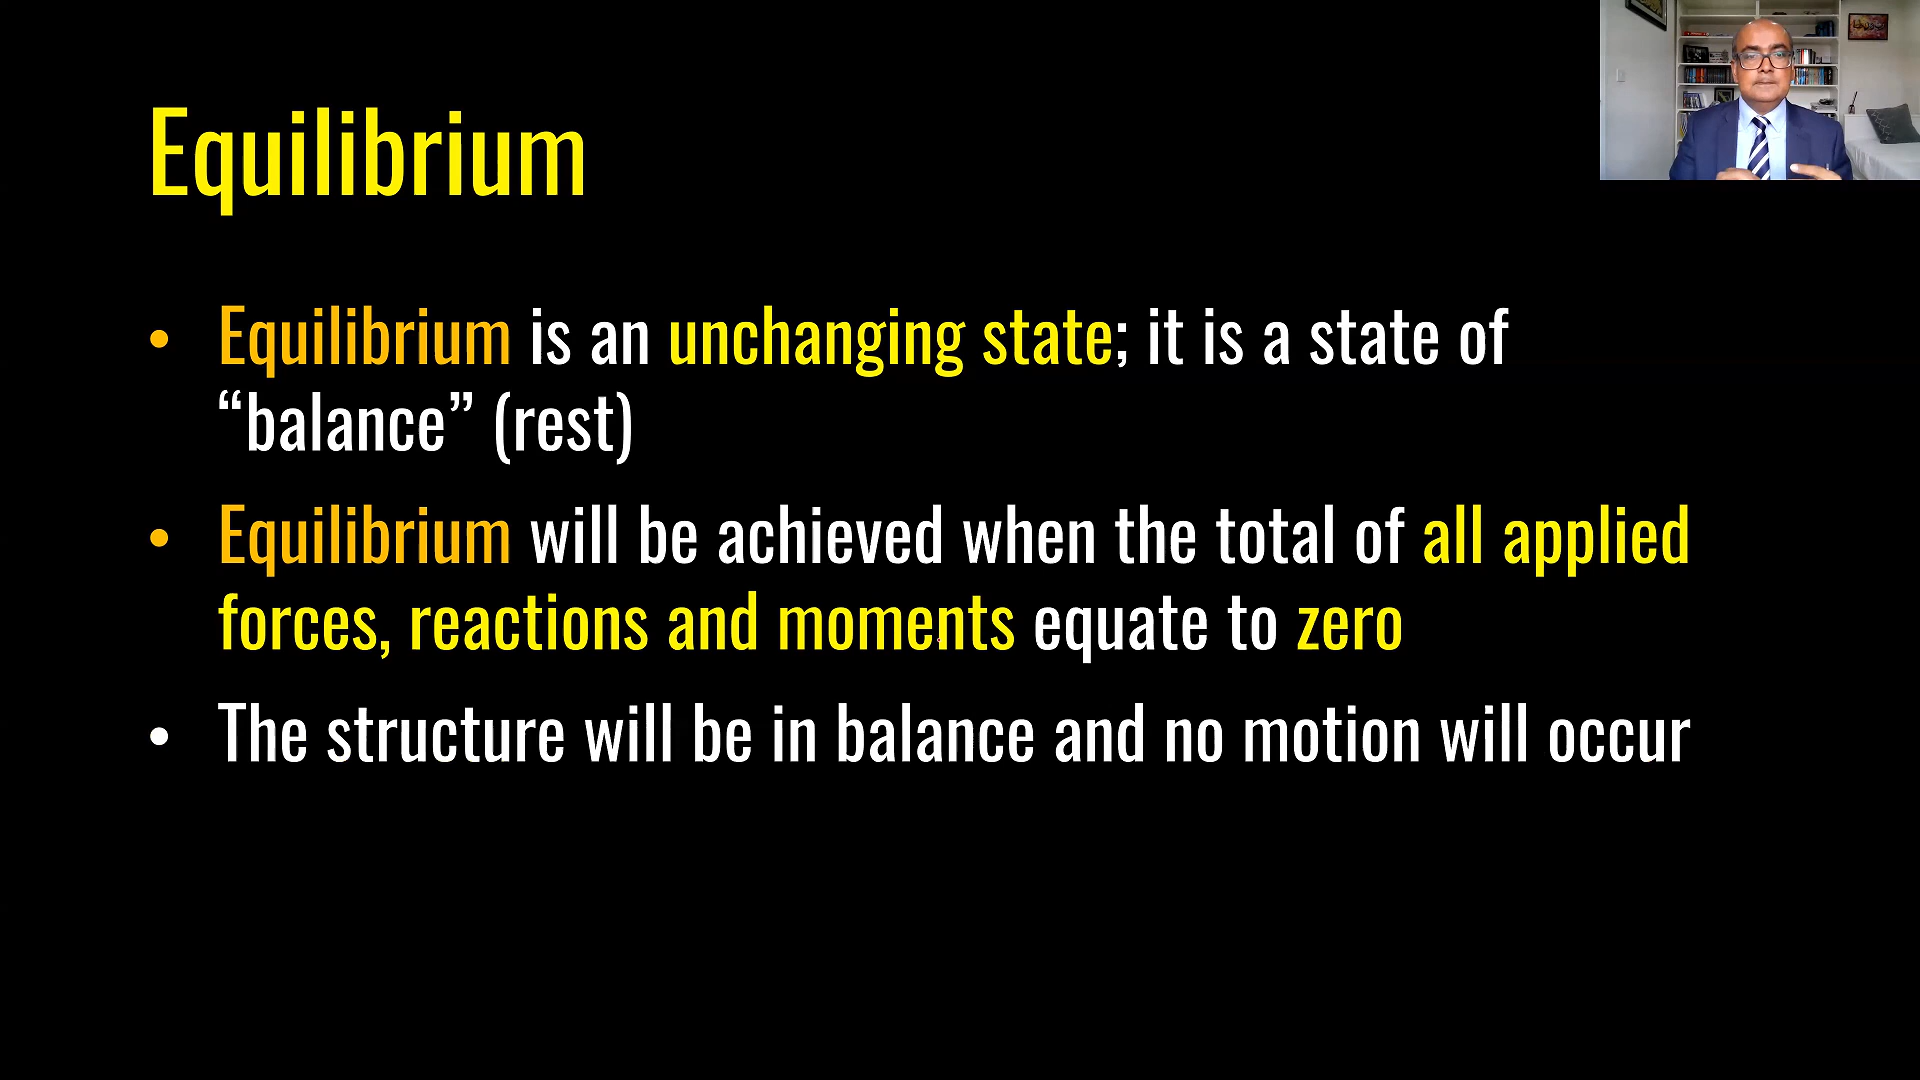 Equilibrium
• Equilibrium is an unchanging state; it is a state of
“balance” (rest)
• Equilibrium will be achieved when the total of all applied
forces, reactions and moments equate to zero
• The structure will be in balance and no motion will occur